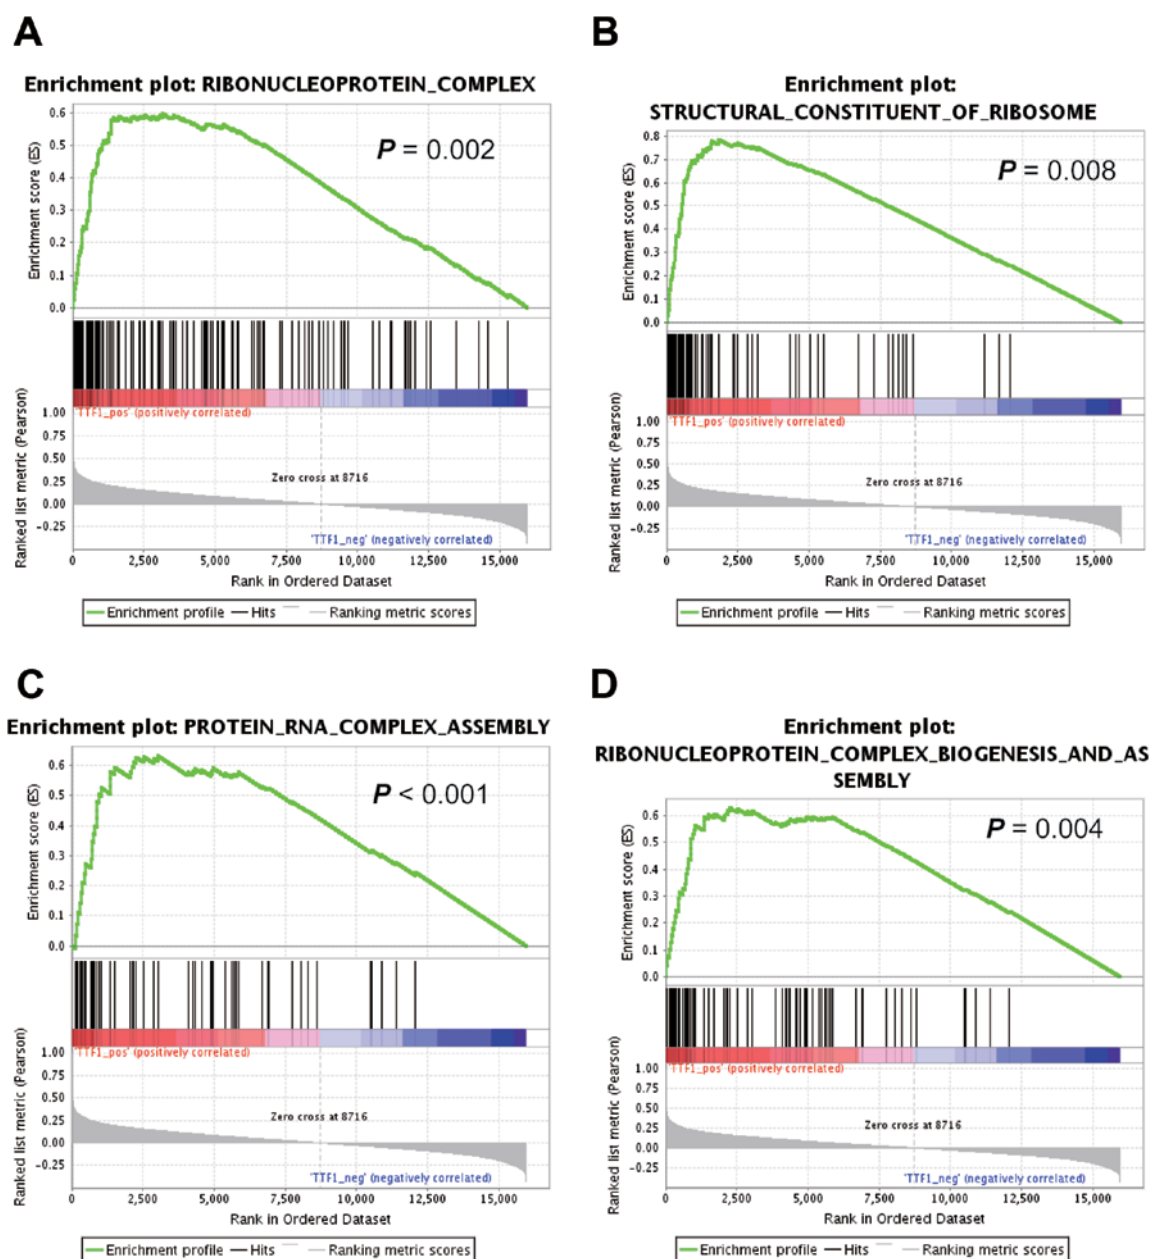 A
Enrichment plot: RIBONUCLEOPROTEIN_COMPLEX
Enrichment score (ES)
0.6
0.5
0.4
0.3
0.2
0.1
0.0
P = 0.002
Ranked list metric (Pearson)
1.00
0.75
0.50
0.25
0.00
-0.25
'TTF1_pos' (positively correlated)
Zero cross at 8716
'TTF1_neg' (negatively correlated)
0
2,500
5,000
7,500
10,000
12,500
15,000
Rank in Ordered Dataset
Enrichment profile
Hits
Ranking metric scores
B
Enrichment plot:
STRUCTURAL_CONSTITUENT_OF_RIBOSOME
Enrichment score (ES)
0.8
0.7
0.6
0.5
0.4
0.3
0.2
0.1
0.0
P = 0.008
Ranked list metric (Pearson)
1.00
0.75
0.50
0.25
0.00
-0.25
'TTF1_pos' (positively correlated)
Zero cross at 8716
'TTF1_neg' (negatively correlated)
0
2,500
5,000
7,500
10,000
12,500
15,000
Rank in Ordered Dataset
Enrichment profile
Hits
Ranking metric scores
C
Enrichment plot: PROTEIN_RNA_COMPLEX_ASSEMBLY
Enrichment score (ES)
0.6
0.5
0.4
0.3
0.2
0.1
0.0
P < 0.001
Ranked list metric (Pearson)
1.00
0.75
0.50
0.25
0.00
-0.25
'TTF1_pos' (positively correlated)
Zero cross at 8716
'TTF1_neg' (negatively correlated)
0
2,500
5,000
7,500
10,000
12,500
15,000
Rank in Ordered Dataset
Enrichment profile
Hits
Ranking metric scores
D
Enrichment plot:
RIBONUCLEOPROTEIN_COMPLEX_BIOGENESIS_AND_AS
SEMBLY
Enrichment score (ES)
0.6
0.5
0.4
0.3
0.2
0.1
0.0
P = 0.004
Ranked list metric (Pearson)
1.00
0.75
0.50
0.25
0.00
-0.25
'TTF1_pos' (positively correlated)
Zero cross at 8716
'TTF1_neg' (negatively correlated)
0
2,500
5,000
7,500
10,000
12,500
15,000
Rank in Ordered Dataset
Enrichment profile
Hits
Ranking metric scores